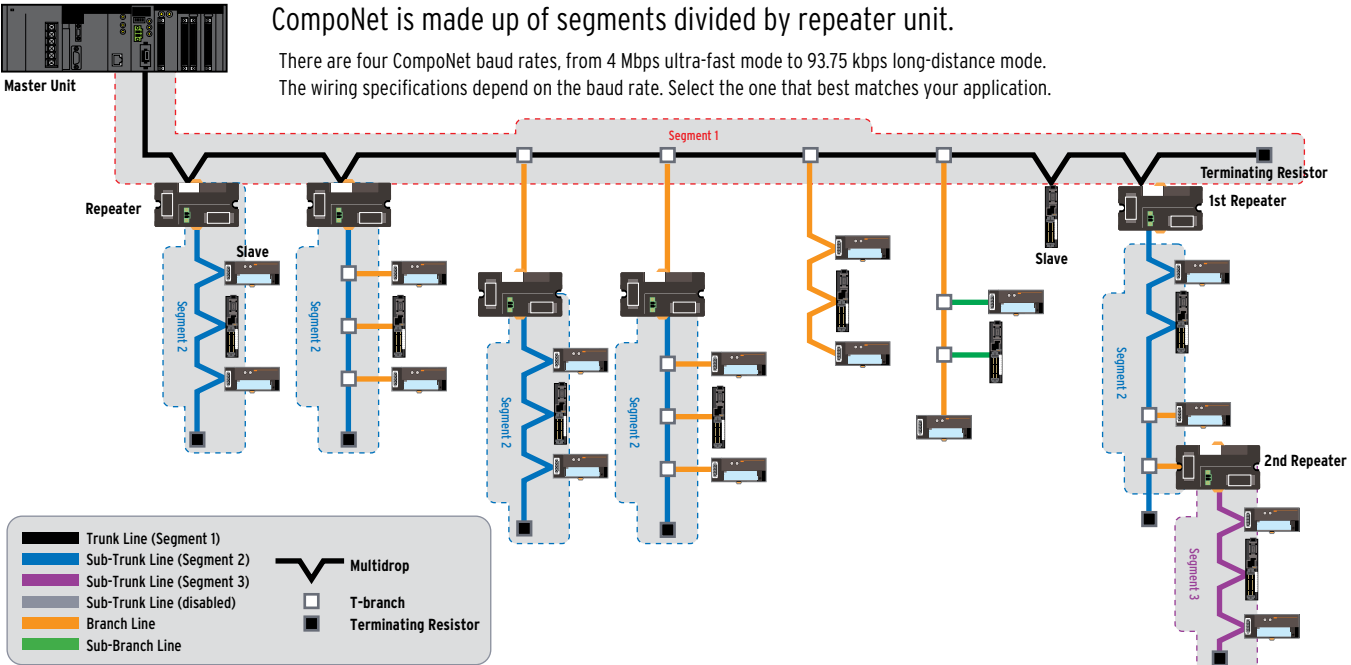 CompoNet is made up of segments divided by repeater unit.
There are four CompoNet baud rates, from 4 Mbps ultra-fast mode to 93.75 kbps long-distance mode.
The wiring specifications depend on the baud rate. Select the one that best matches your application.
Master Unit
Segment 1
Terminating Resistor
Repeater
1st Repeater
Slave
Slave
Segment 2
Segment 2
Segment 2
Segment 2
Segment 2
2nd Repeater
Segment 3
Trunk Line (Segment 1)
Sub-Trunk Line (Segment 2)
Sub-Trunk Line (Segment 3)
Sub-Trunk Line (disabled)
Branch Line
Sub-Branch Line
Multidrop
T-branch
Terminating Resistor